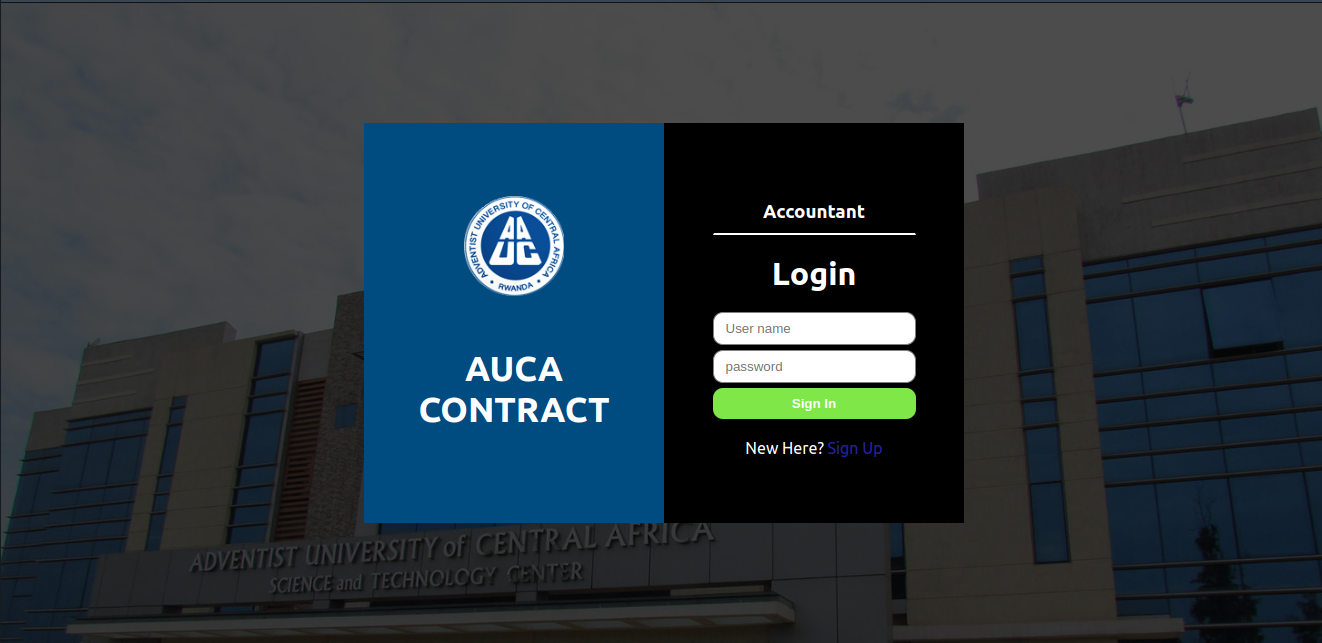 ADVENTIST UNIVERSITY OF CENTRAL AFRICA
AAUC
• RWANDA •
AUCA
CONTRACT
Accountant
Login
User name
password
Sign In
New Here? Sign Up
ADVENTIST UNIVERSITY of CENTRAL AFRICA
SCIENCE and TECHNOLOGY CENTER